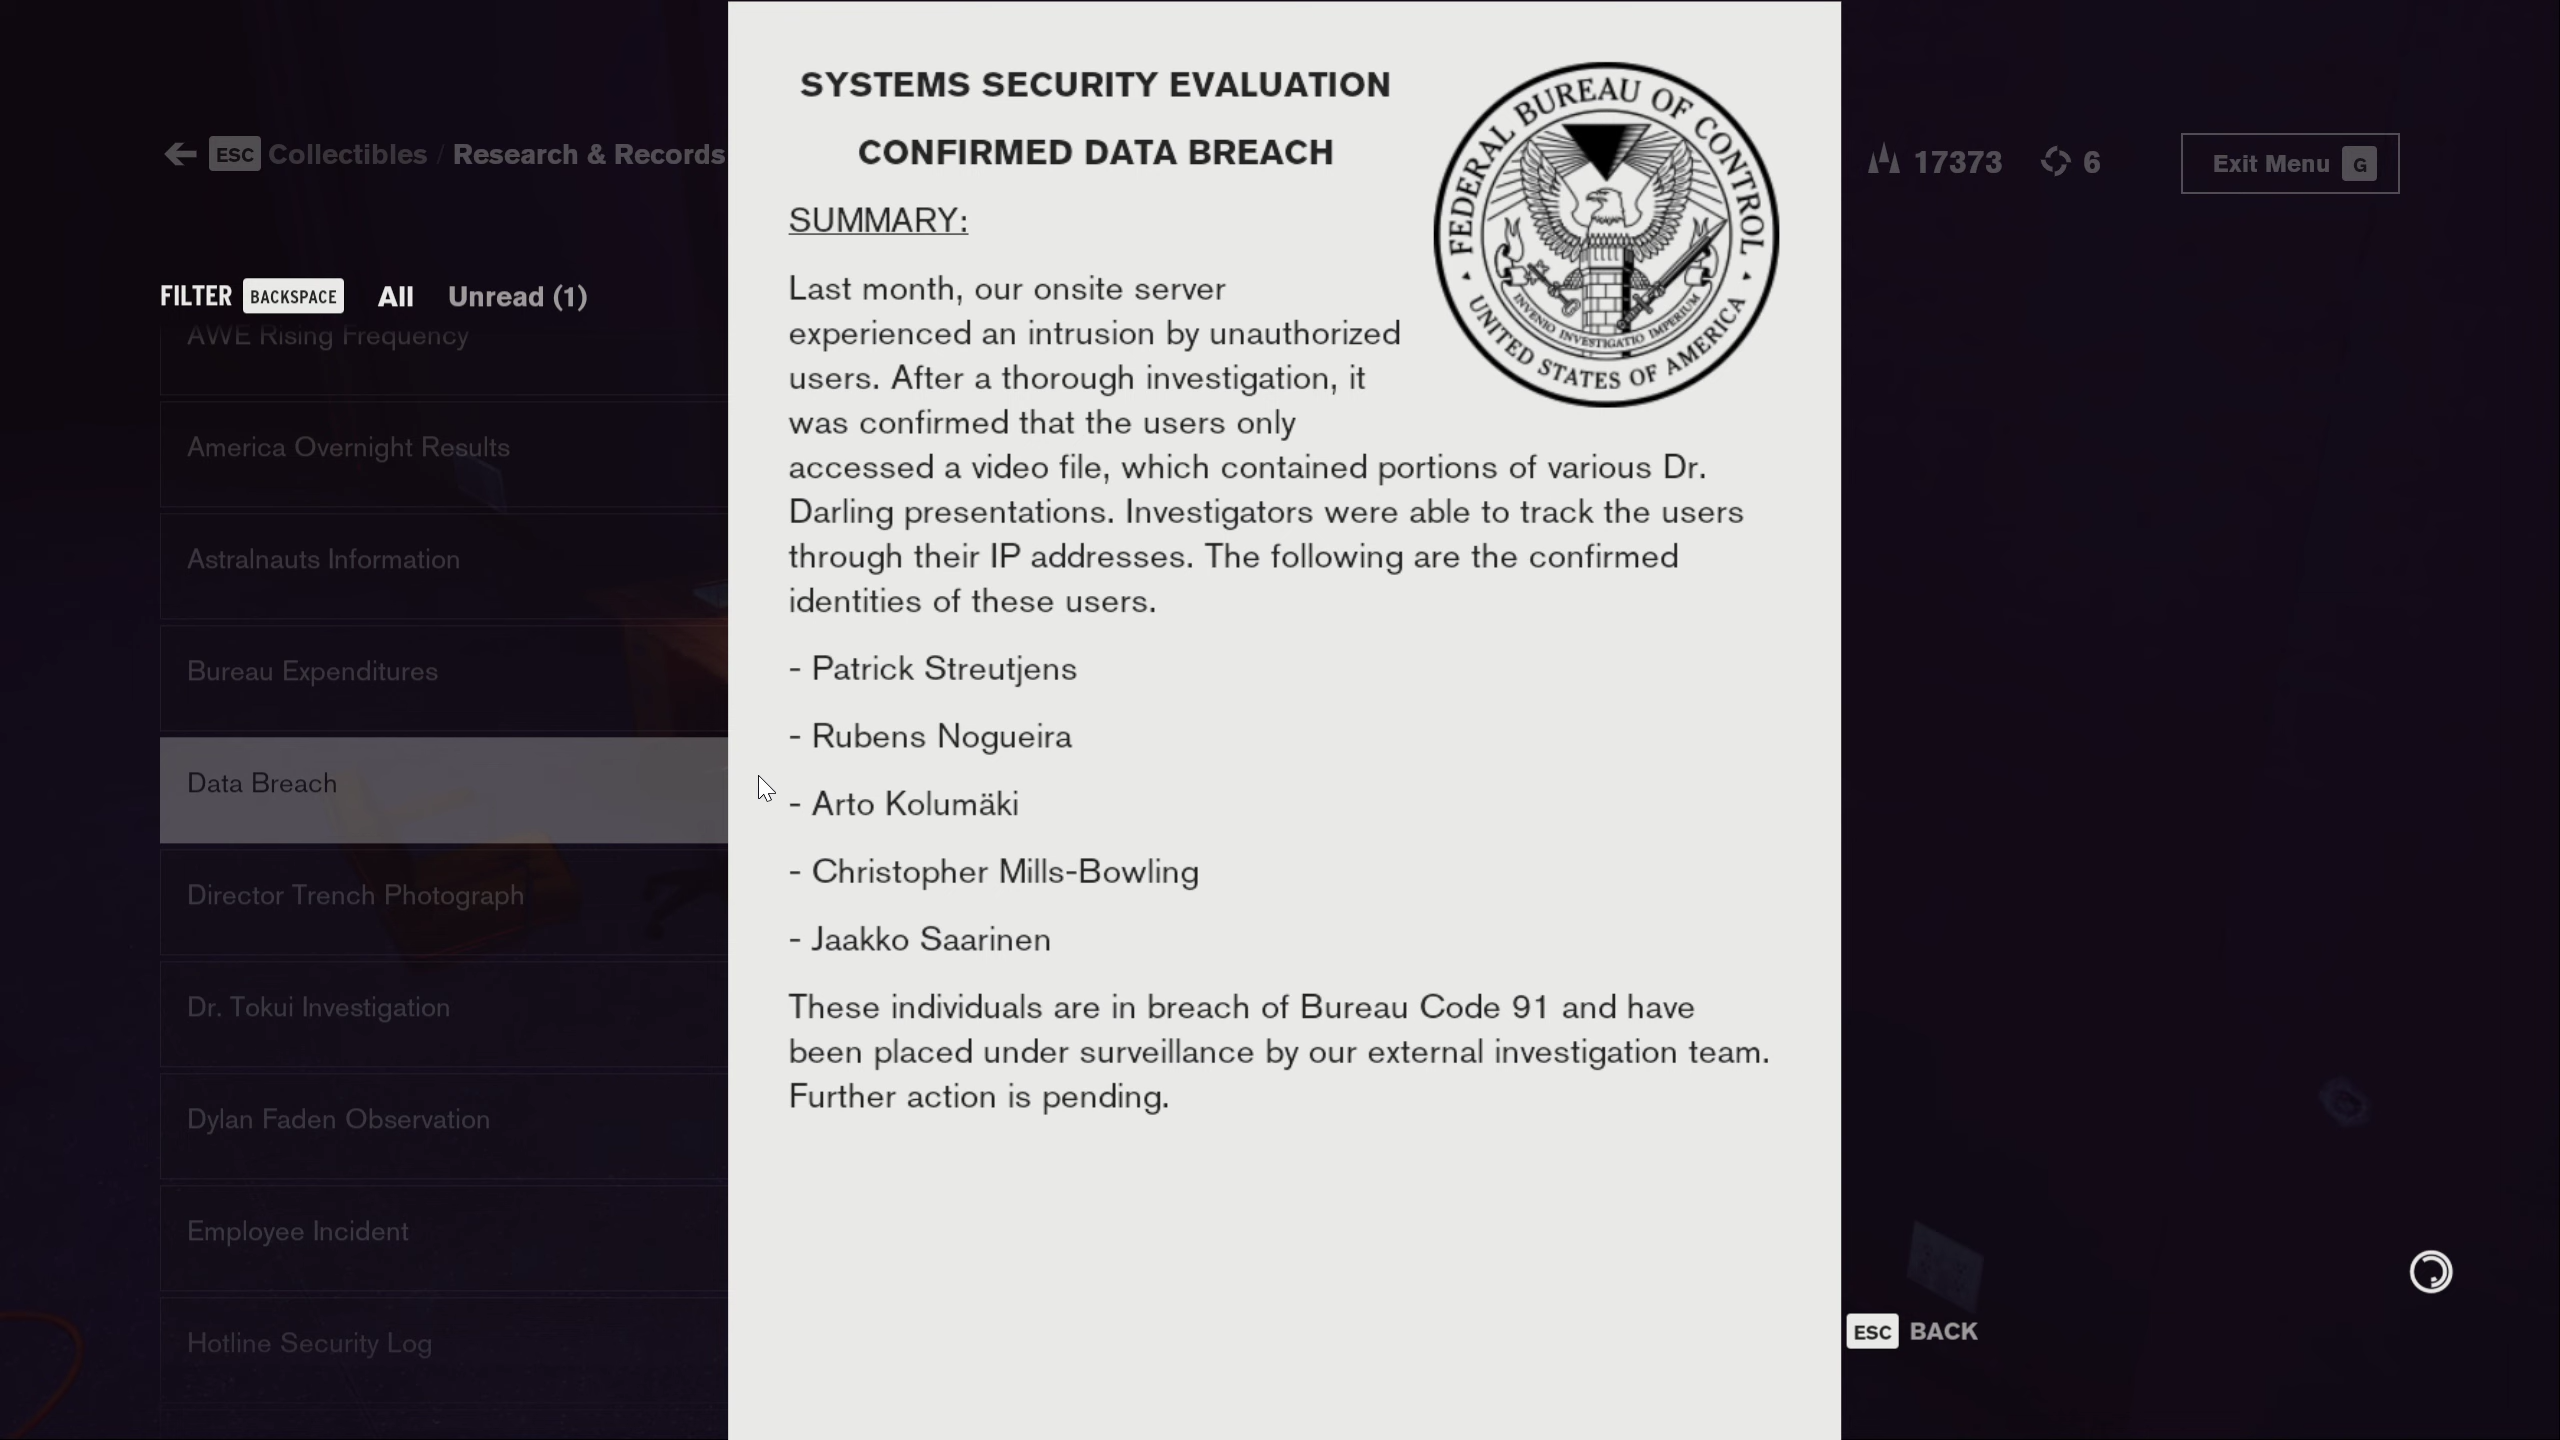 ESC Collectibles / Research & Records
17373
6
Exit Menu G
FILTER BACKSPACE All Unread (1)
AWE Rising Frequency
America Overnight Results
Astralnauts Information
Bureau Expenditures
Data Breach
Director Trench Photograph
Dr. Tokui Investigation
Dylan Faden Observation
Employee Incident
Hotline Security Log
SYSTEMS SECURITY EVALUATION
CONFIRMED DATA BREACH
FEDERAL BUREAU OF CONTROL
UNITED STATES OF AMERICA
INVENIO INVESTIGATIO IMPERIUM
SUMMARY:
Last month, our onsite server
experienced an intrusion by unauthorized
users. After a thorough investigation, it
was confirmed that the users only
accessed a video file, which contained portions of various Dr.
Darling presentations. Investigators were able to track the users
through their IP addresses. The following are the confirmed
identities of these users.
- Patrick Streutjens
- Rubens Nogueira
- Arto Kolumäki
- Christopher Mills-Bowling
- Jaakko Saarinen
These individuals are in breach of Bureau Code 91 and have
been placed under surveillance by our external investigation team.
Further action is pending.
ESC BACK